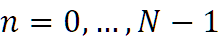 n = 0, … , N − 1